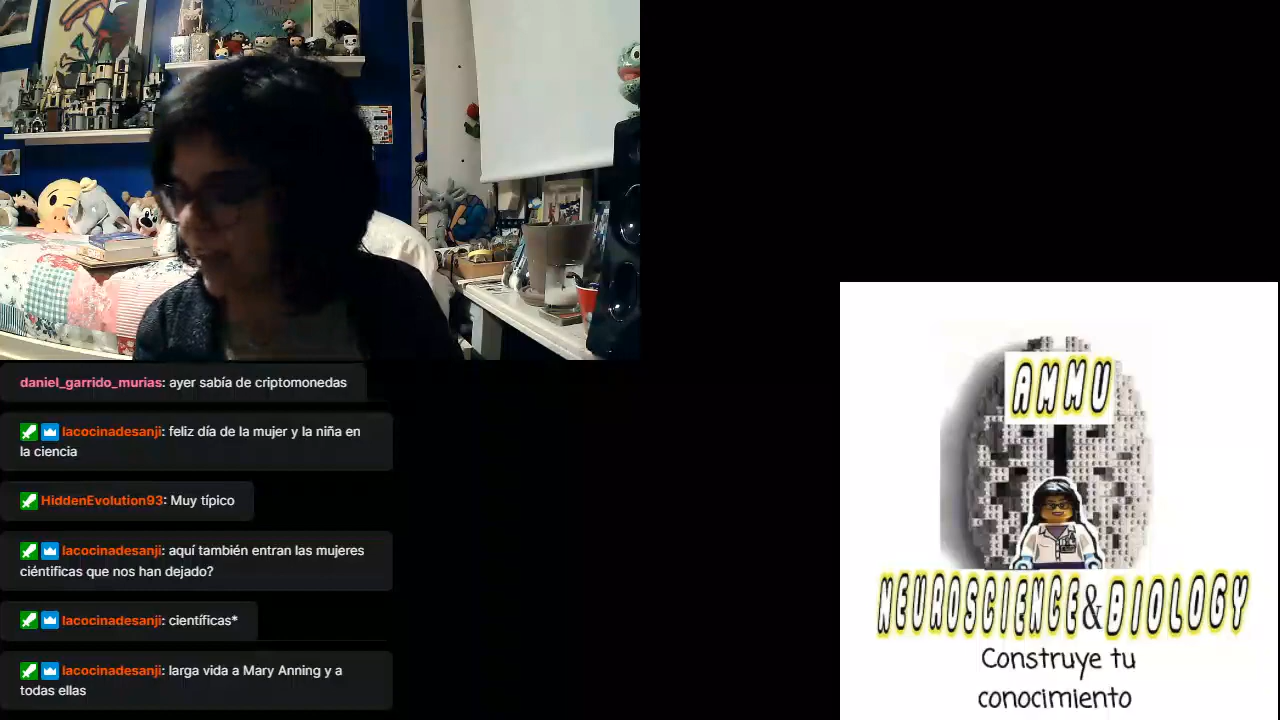 daniel_garrido_murias: ayer sabía de criptomonedas
lacocinadesanji: feliz día de la mujer y la niña en
la ciencia
HiddenEvolution93: Muy típico
lacocinadesanji: aquí también entran las mujeres
ciéntificas que nos han dejado?
lacocinadesanji: científicas*
lacocinadesanji: larga vida a Mary Anning y a
todas ellas
AMMU
NEUROSCIENCE&BIOLOGY
Construye tu
conocimiento